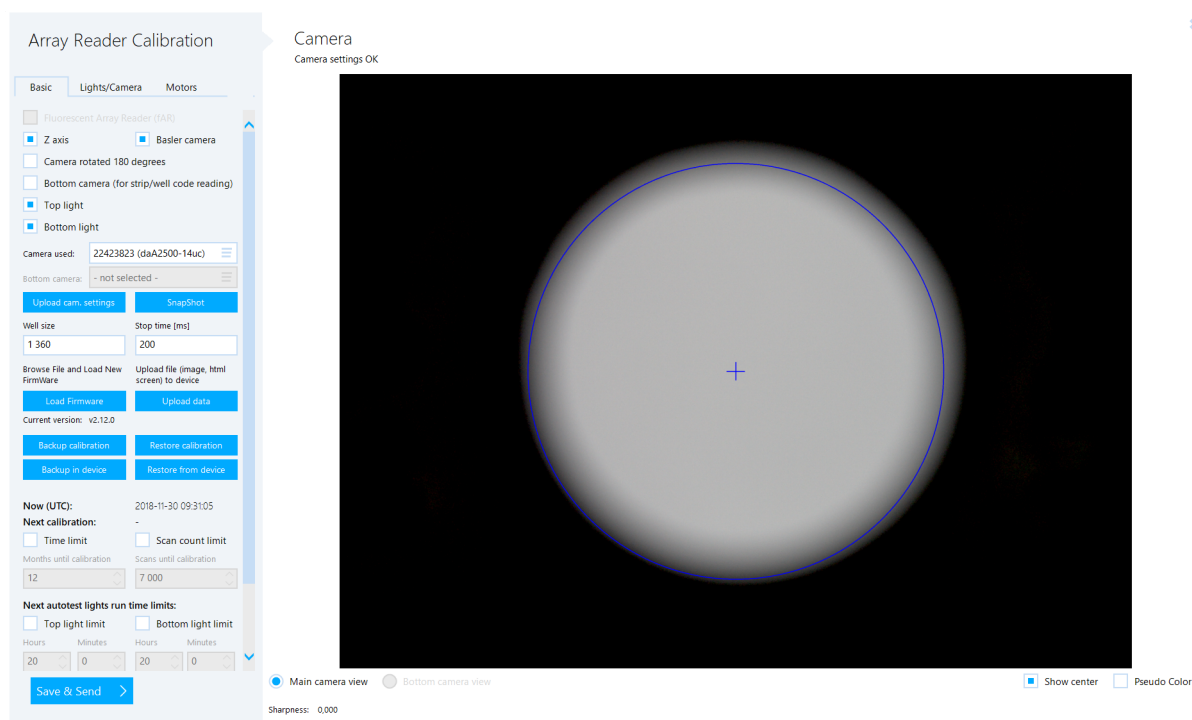 Array Reader Calibration
Basic Lights/Camera Motors
Fluorescent Array Reader (fAR)
Z axis Basler camera
Camera rotated 180 degrees
Bottom camera (for strip/well code reading)
Top light
Bottom light
Camera used: 22423823 (daA2500-14uc)
Bottom camera: - not selected -
Upload cam. settings SnapShot
Well size Stop time [ms]
1 360 200
Browse File and Load New FirmWare
Upload file (image, html screen) to device
Load Firmware Upload data
Current version: v2.12.0
Backup calibration Restore calibration
Backup in device Restore from device
Now (UTC): 2018-11-30 09:31:05
Next calibration: -
Time limit Scan count limit
Months until calibration Scans until calibration
12 7 000
Next autotest lights run time limits:
Top light limit Bottom light limit
Hours Minutes Hours Minutes
20 0 20 0
Save & Send
Camera
Camera settings OK
Main camera view Bottom camera view Show center Pseudo Color
Sharpness: 0,000